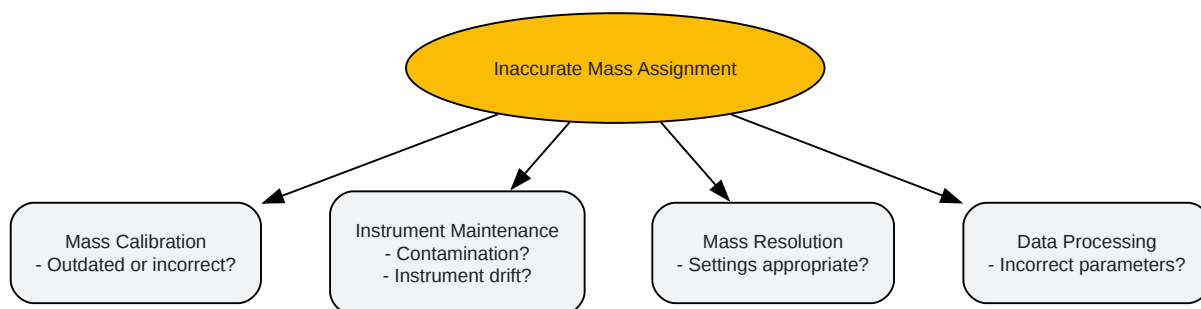 Inaccurate Mass Assignment
Mass Calibration
- Outdated or incorrect?
Instrument Maintenance
- Contamination?
- Instrument drift?
Mass Resolution
- Settings appropriate?
Data Processing
- Incorrect parameters?